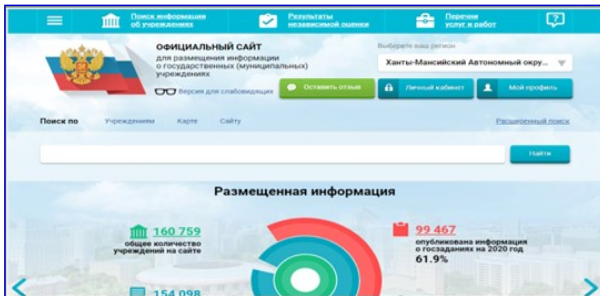 Поиск информации
об учреждениях
Результаты
независимой оценки
Перечни
услуг и работ
ОФИЦИАЛЬНЫЙ САЙТ
для размещения информации
о государственных (муниципальных)
учреждениях
Версия для слабовидящих
Оставить отзыв
Выберите ваш регион
Ханты-Мансийский Автономный окру...
Личный кабинет
Мой профиль
Поиск по
Учреждениям
Карте
Сайту
Расширенный поиск
Найти
Размещенная информация
160 759
общее количество
учреждений на сайте
154 098
99 467
опубликована информация
о госзаданиях на 2020 год
61.9%